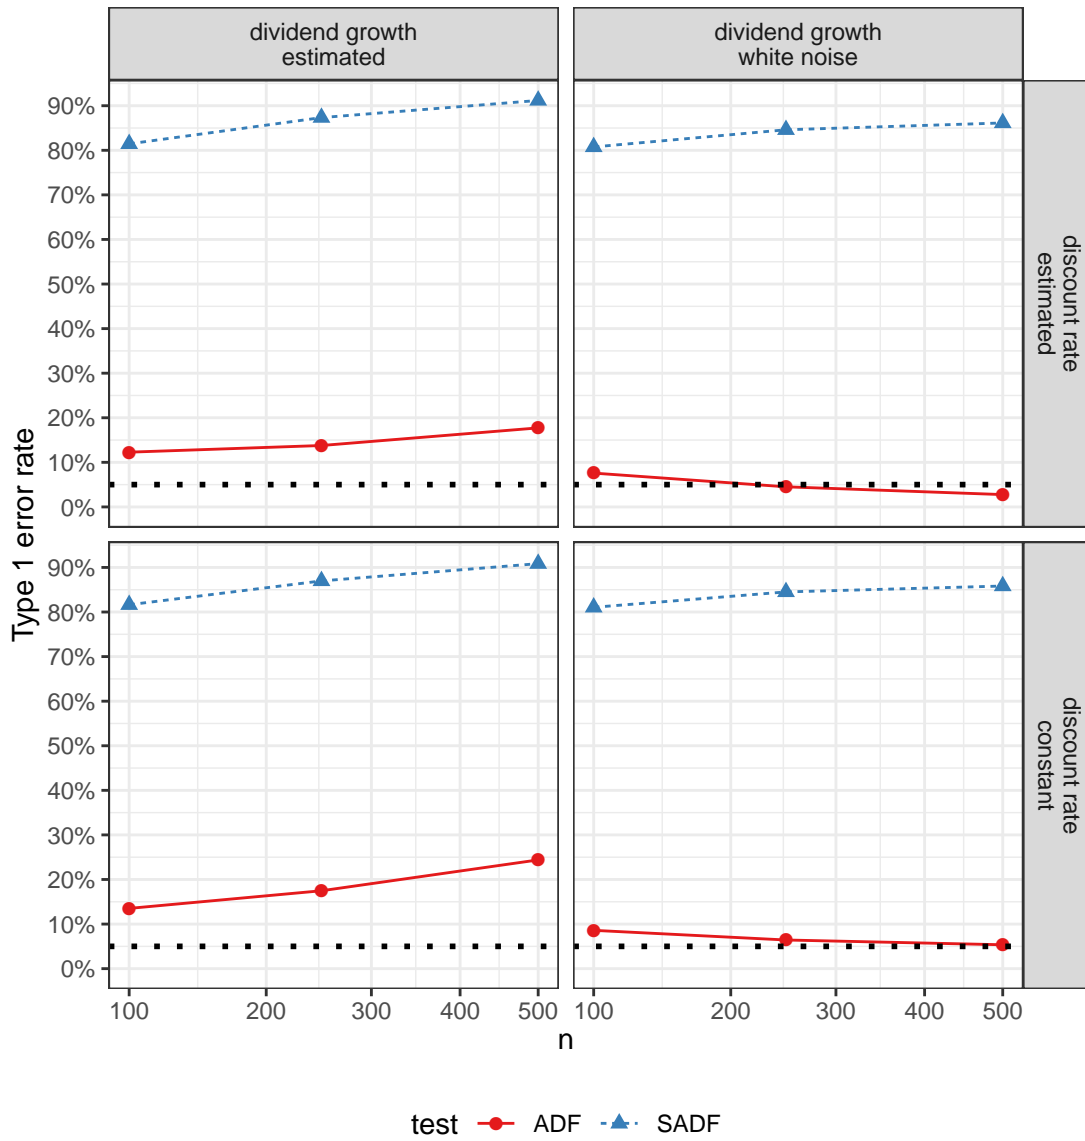 dividend growth
estimated
dividend growth
white noise
90%
80%
70%
60%
50%
40%
30%
20%
10%
0%
discount rate
estimated
Type 1 error rate
90%
80%
70%
60%
50%
40%
30%
20%
10%
0%
discount rate
constant
100 200 300 400 500
100 200 300 400 500
n
test ADF SADF